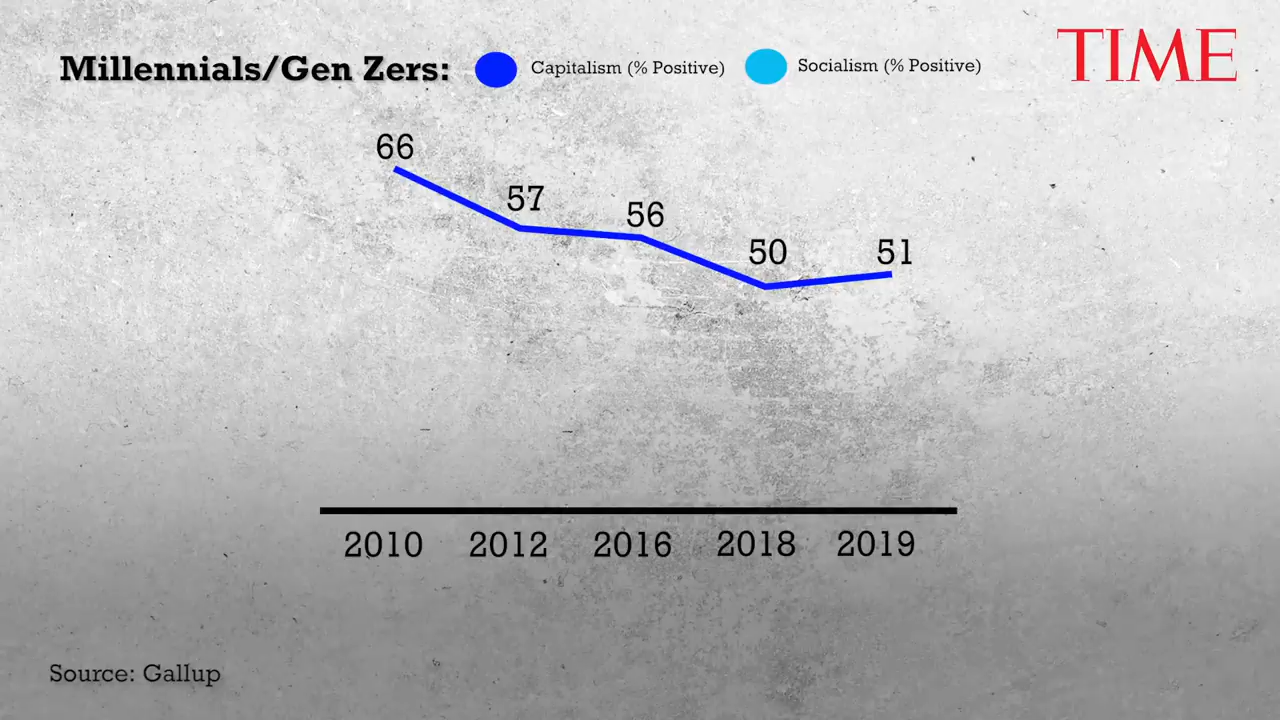 Millennials/Gen Zers:
Capitalism (% Positive)
Socialism (% Positive)
TIME
66
57
56
50
51
2010 2012 2016 2018 2019
Source: Gallup